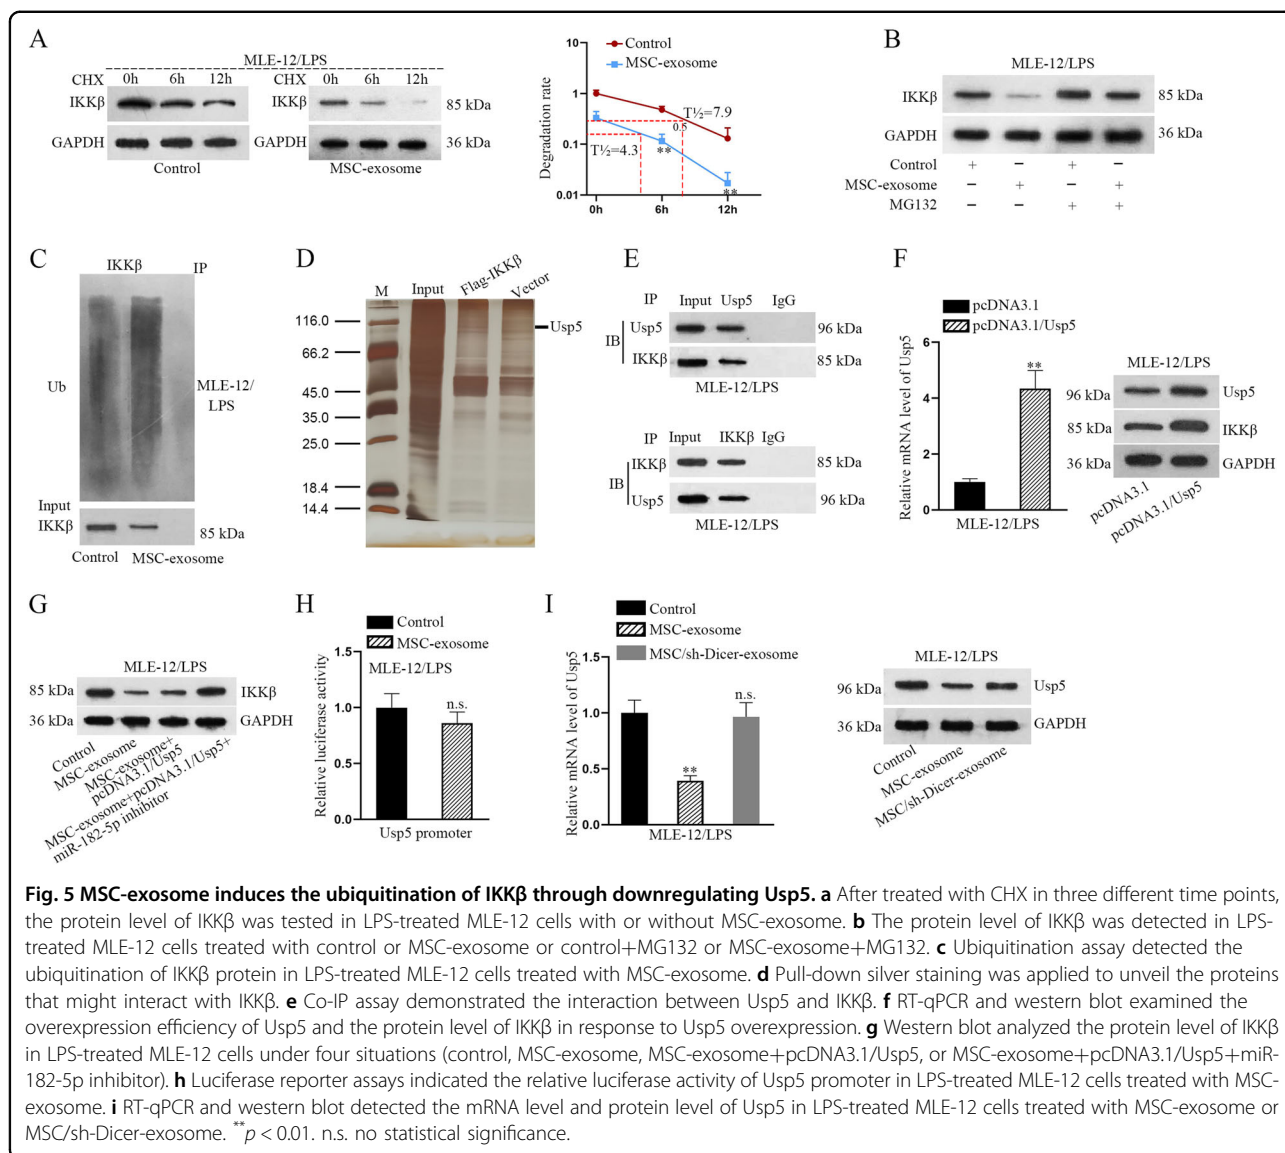 A
MLE-12/LPS
CHX 0h 6h 12h CHX 0h 6h 12h
IKKβ IKKβ 85 kDa
GAPDH GAPDH 36 kDa
Control MSC-exosome
Control
MSC-exosome
Degradation rate
10
1
0.1
0.01
T½=7.9
0.5
T½=4.3
**
**
0h 6h 12h
B
MLE-12/LPS
IKKβ 85 kDa
GAPDH 36 kDa
Control + − + −
MSC-exosome − + − +
MG132 − − + +
C
IKKβ IP
Ub
MLE-12/
LPS
Input
IKKβ 85 kDa
Control MSC-exosome
D
M Input Flag-IKKβ Vector
116.0
66.2
45.0
35.0
25.0
18.4
14.4
Usp5
E
IP Input Usp5 IgG
IB
Usp5 96 kDa
IKKβ 85 kDa
MLE-12/LPS
IP Input IKKβ IgG
IB
IKKβ 85 kDa
Usp5 96 kDa
MLE-12/LPS
F
pcDNA3.1
pcDNA3.1/Usp5
Relative mRNA level of Usp5
6
4
2
0
**
MLE-12/LPS
MLE-12/LPS
96 kDa Usp5
85 kDa IKKβ
36 kDa GAPDH
pcDNA3.1
pcDNA3.1/Usp5
G
MLE-12/LPS
85 kDa IKKβ
36 kDa GAPDH
Control
MSC-exosome
MSC-exosome+
pcDNA3.1/Usp5
MSC-exosome+pcDNA3.1/Usp5+
miR-182-5p inhibitor
H
Control
MSC-exosome
MLE-12/LPS
Relative luciferase activity
1.5
1.0
0.5
0.0
n.s.
Usp5 promoter
I
Control
MSC-exosome
MSC/sh-Dicer-exosome
Relative mRNA level of Usp5
1.5
1.0
0.5
0.0
**
n.s.
MLE-12/LPS
MLE-12/LPS
96 kDa Usp5
36 kDa GAPDH
Control
MSC-exosome
MSC/sh-Dicer-exosome
Fig. 5 MSC-exosome induces the ubiquitination of IKKβ through downregulating Usp5. a After treated with CHX in three different time points,
the protein level of IKKβ was tested in LPS-treated MLE-12 cells with or without MSC-exosome. b The protein level of IKKβ was detected in LPS-
treated MLE-12 cells treated with control or MSC-exosome or control+MG132 or MSC-exosome+MG132. c Ubiquitination assay detected the
ubiquitination of IKKβ protein in LPS-treated MLE-12 cells treated with MSC-exosome. d Pull-down silver staining was applied to unveil the proteins
that might interact with IKKβ. e Co-IP assay demonstrated the interaction between Usp5 and IKKβ. f RT-qPCR and western blot examined the
overexpression efficiency of Usp5 and the protein level of IKKβ in response to Usp5 overexpression. g Western blot analyzed the protein level of IKKβ
in LPS-treated MLE-12 cells under four situations (control, MSC-exosome, MSC-exosome+pcDNA3.1/Usp5, or MSC-exosome+pcDNA3.1/Usp5+miR-
182-5p inhibitor). h Luciferase reporter assays indicated the relative luciferase activity of Usp5 promoter in LPS-treated MLE-12 cells treated with MSC-
exosome. i RT-qPCR and western blot detected the mRNA level and protein level of Usp5 in LPS-treated MLE-12 cells treated with MSC-exosome or
MSC/sh-Dicer-exosome. **p < 0.01. n.s. no statistical significance.